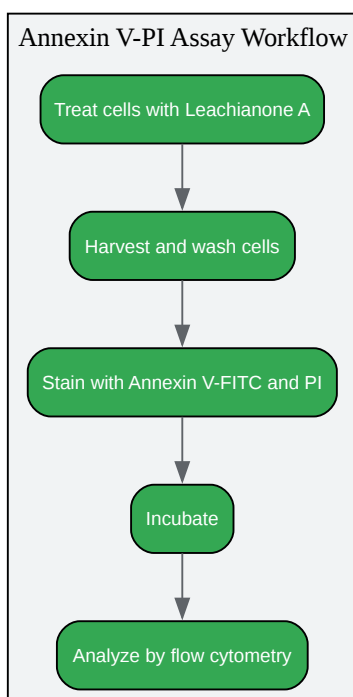 Annexin V-PI Assay Workflow
Treat cells with Leachianone A
Harvest and wash cells
Stain with Annexin V-FITC and PI
Incubate
Analyze by flow cytometry